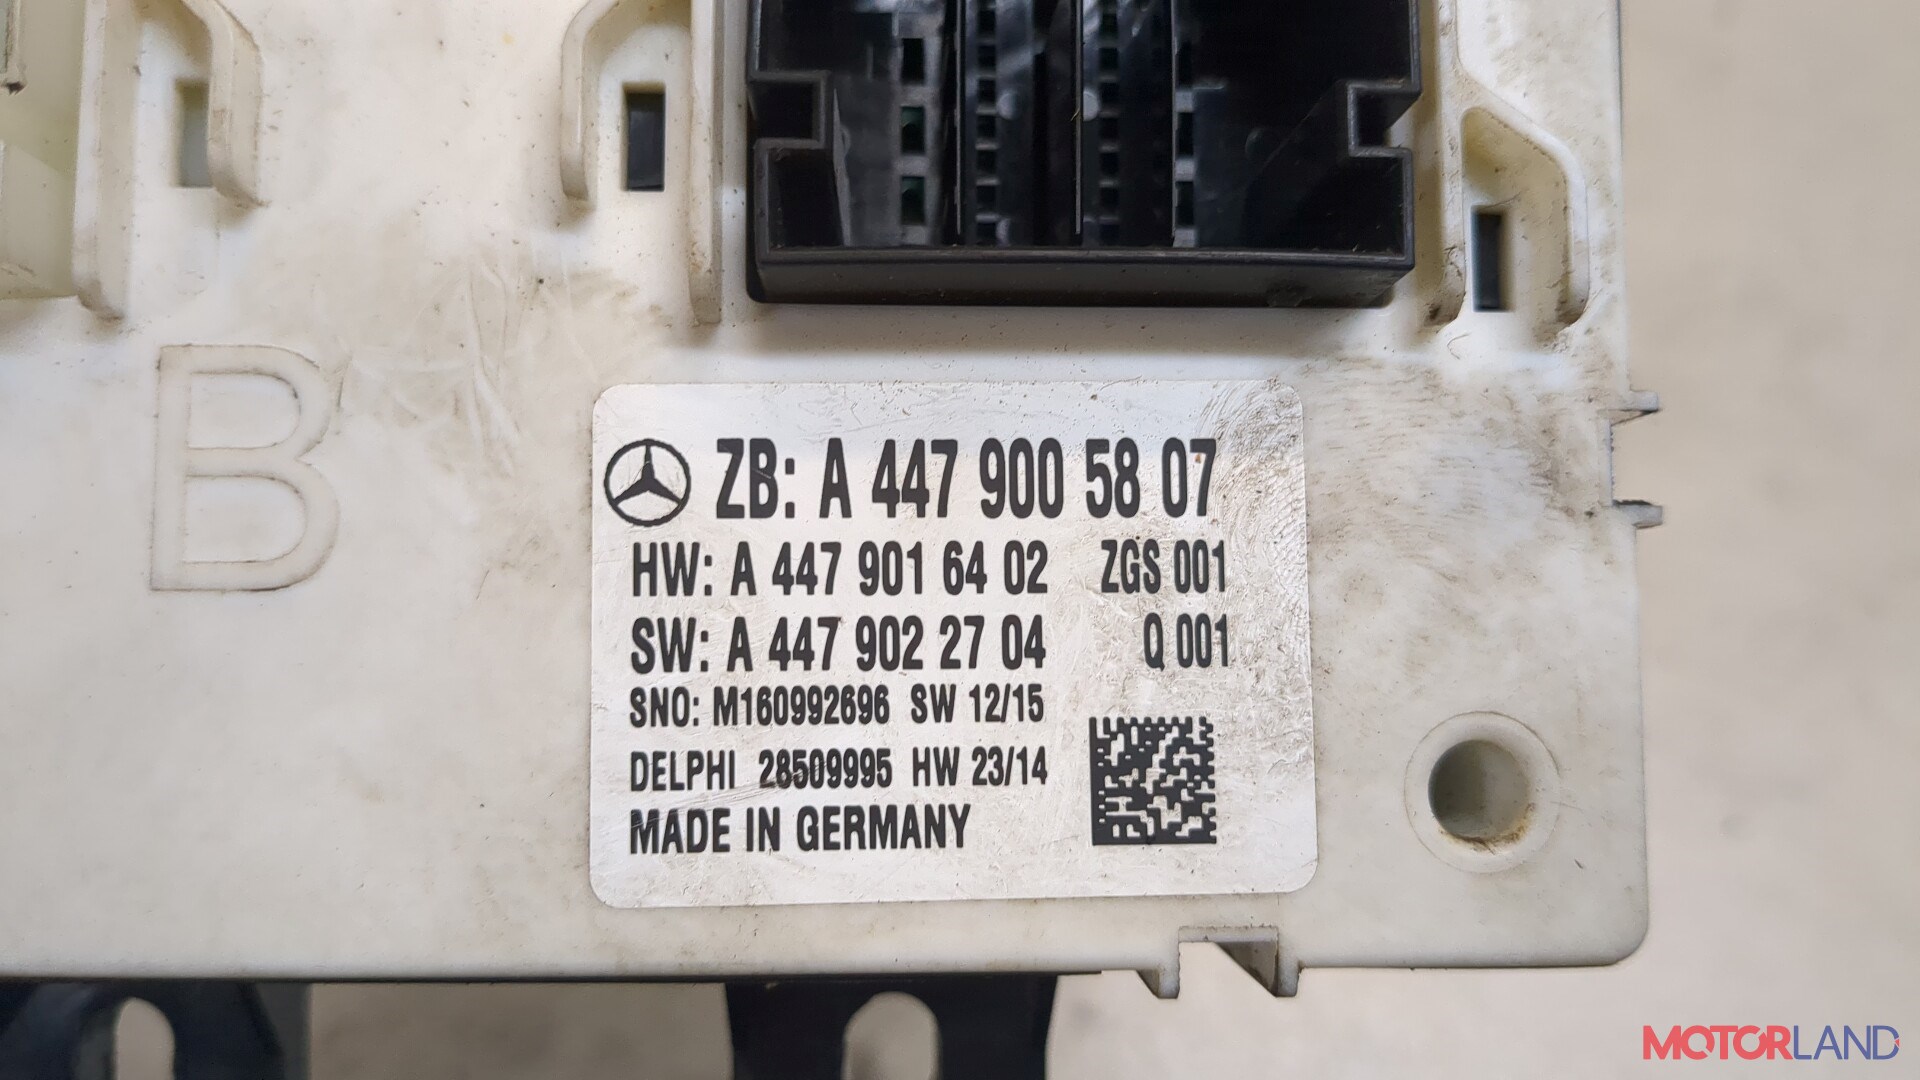 B
ZB: A 447 900 58 07
HW: A 447 901 64 02 ZGS 001
SW: A 447 902 27 04 Q 001
SNO: M160992696 SW 12/15
DELPHI 28509995 HW 23/14
MADE IN GERMANY
MOTORLAND